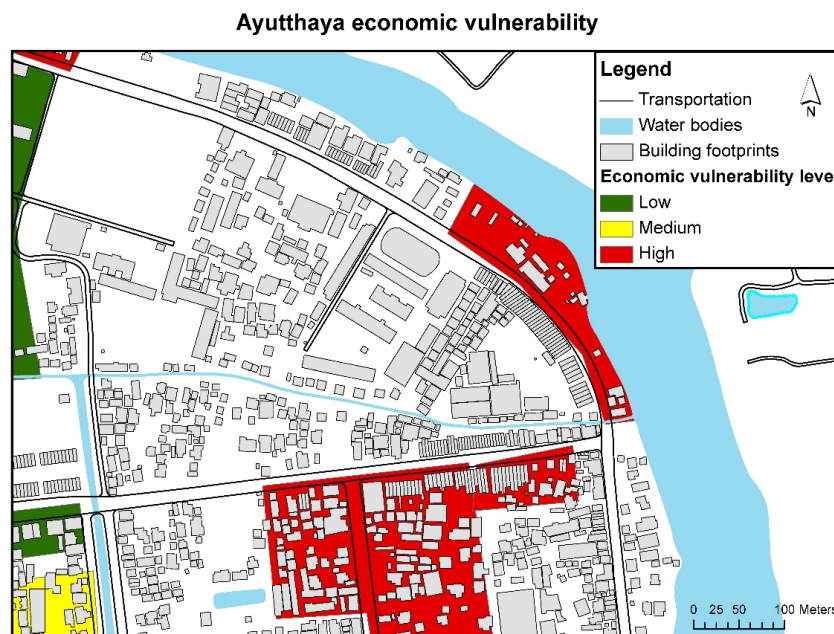 Ayutthaya economic vulnerability
Legend
Transportation
Water bodies
Building footprints
Economic vulnerability leve
Low
Medium
High
N
0 25 50 100 Meters